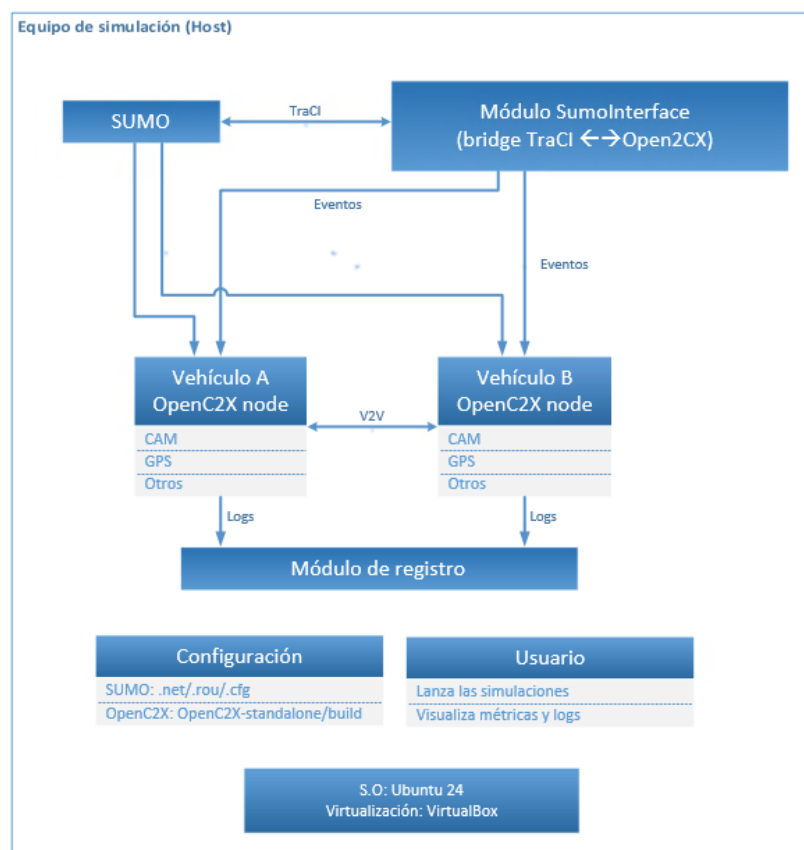 Equipo de simulación (Host)
SUMO
TraCI
Módulo SumoInterface
(bridge TraCI ←→Open2CX)
Eventos
Eventos
Vehículo A
OpenC2X node
CAM
GPS
Otros
V2V
Vehículo B
OpenC2X node
CAM
GPS
Otros
Logs
Logs
Módulo de registro
Configuración
SUMO: .net/.rou/.cfg
OpenC2X: OpenC2X-standalone/build
Usuario
Lanza las simulaciones
Visualiza métricas y logs
S.O: Ubuntu 24
Virtualización: VirtualBox